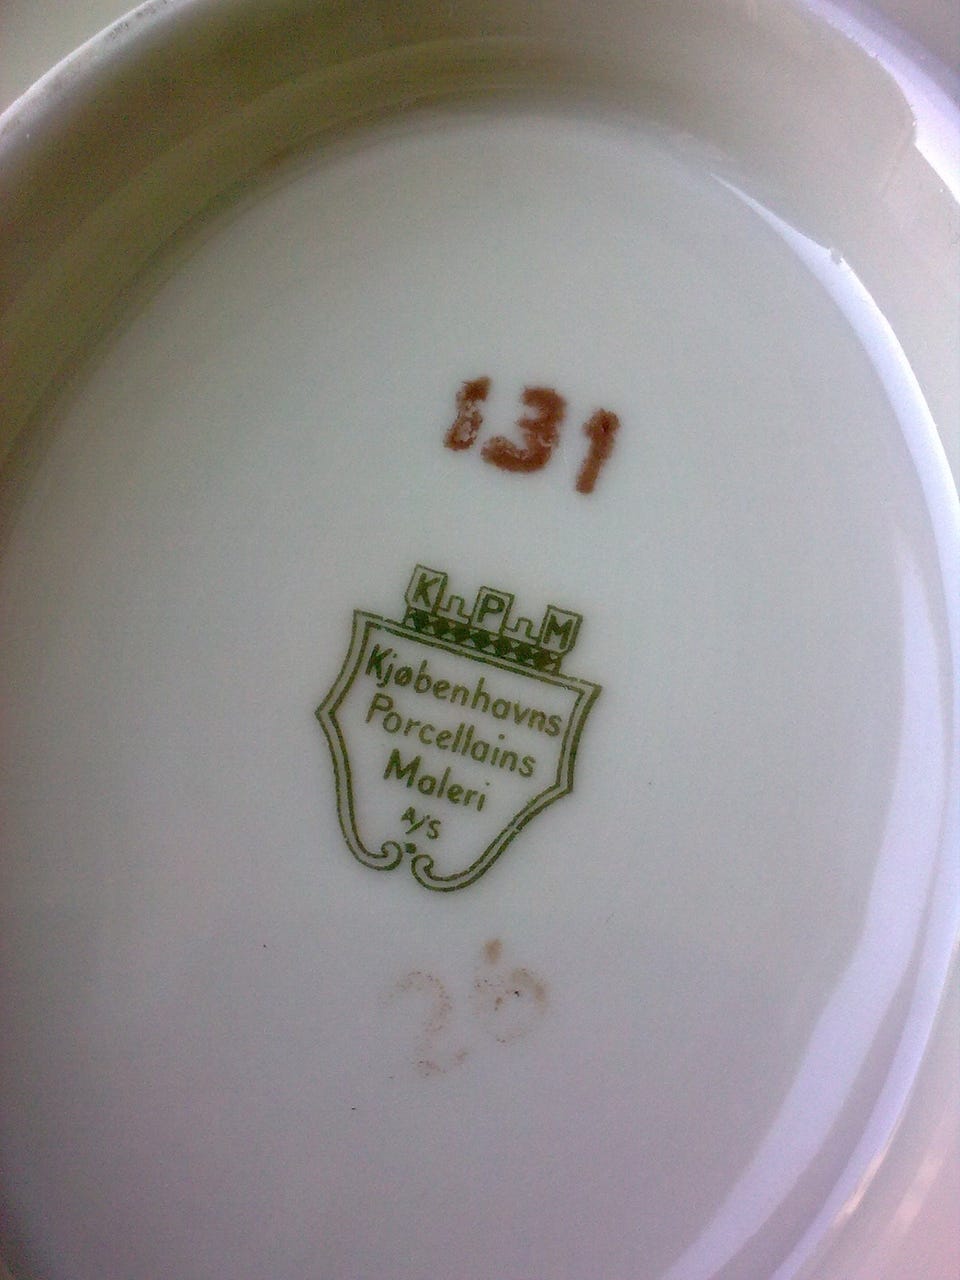 131
K P M
Kjøbenhavns
Porcellains
Maleri
A/S